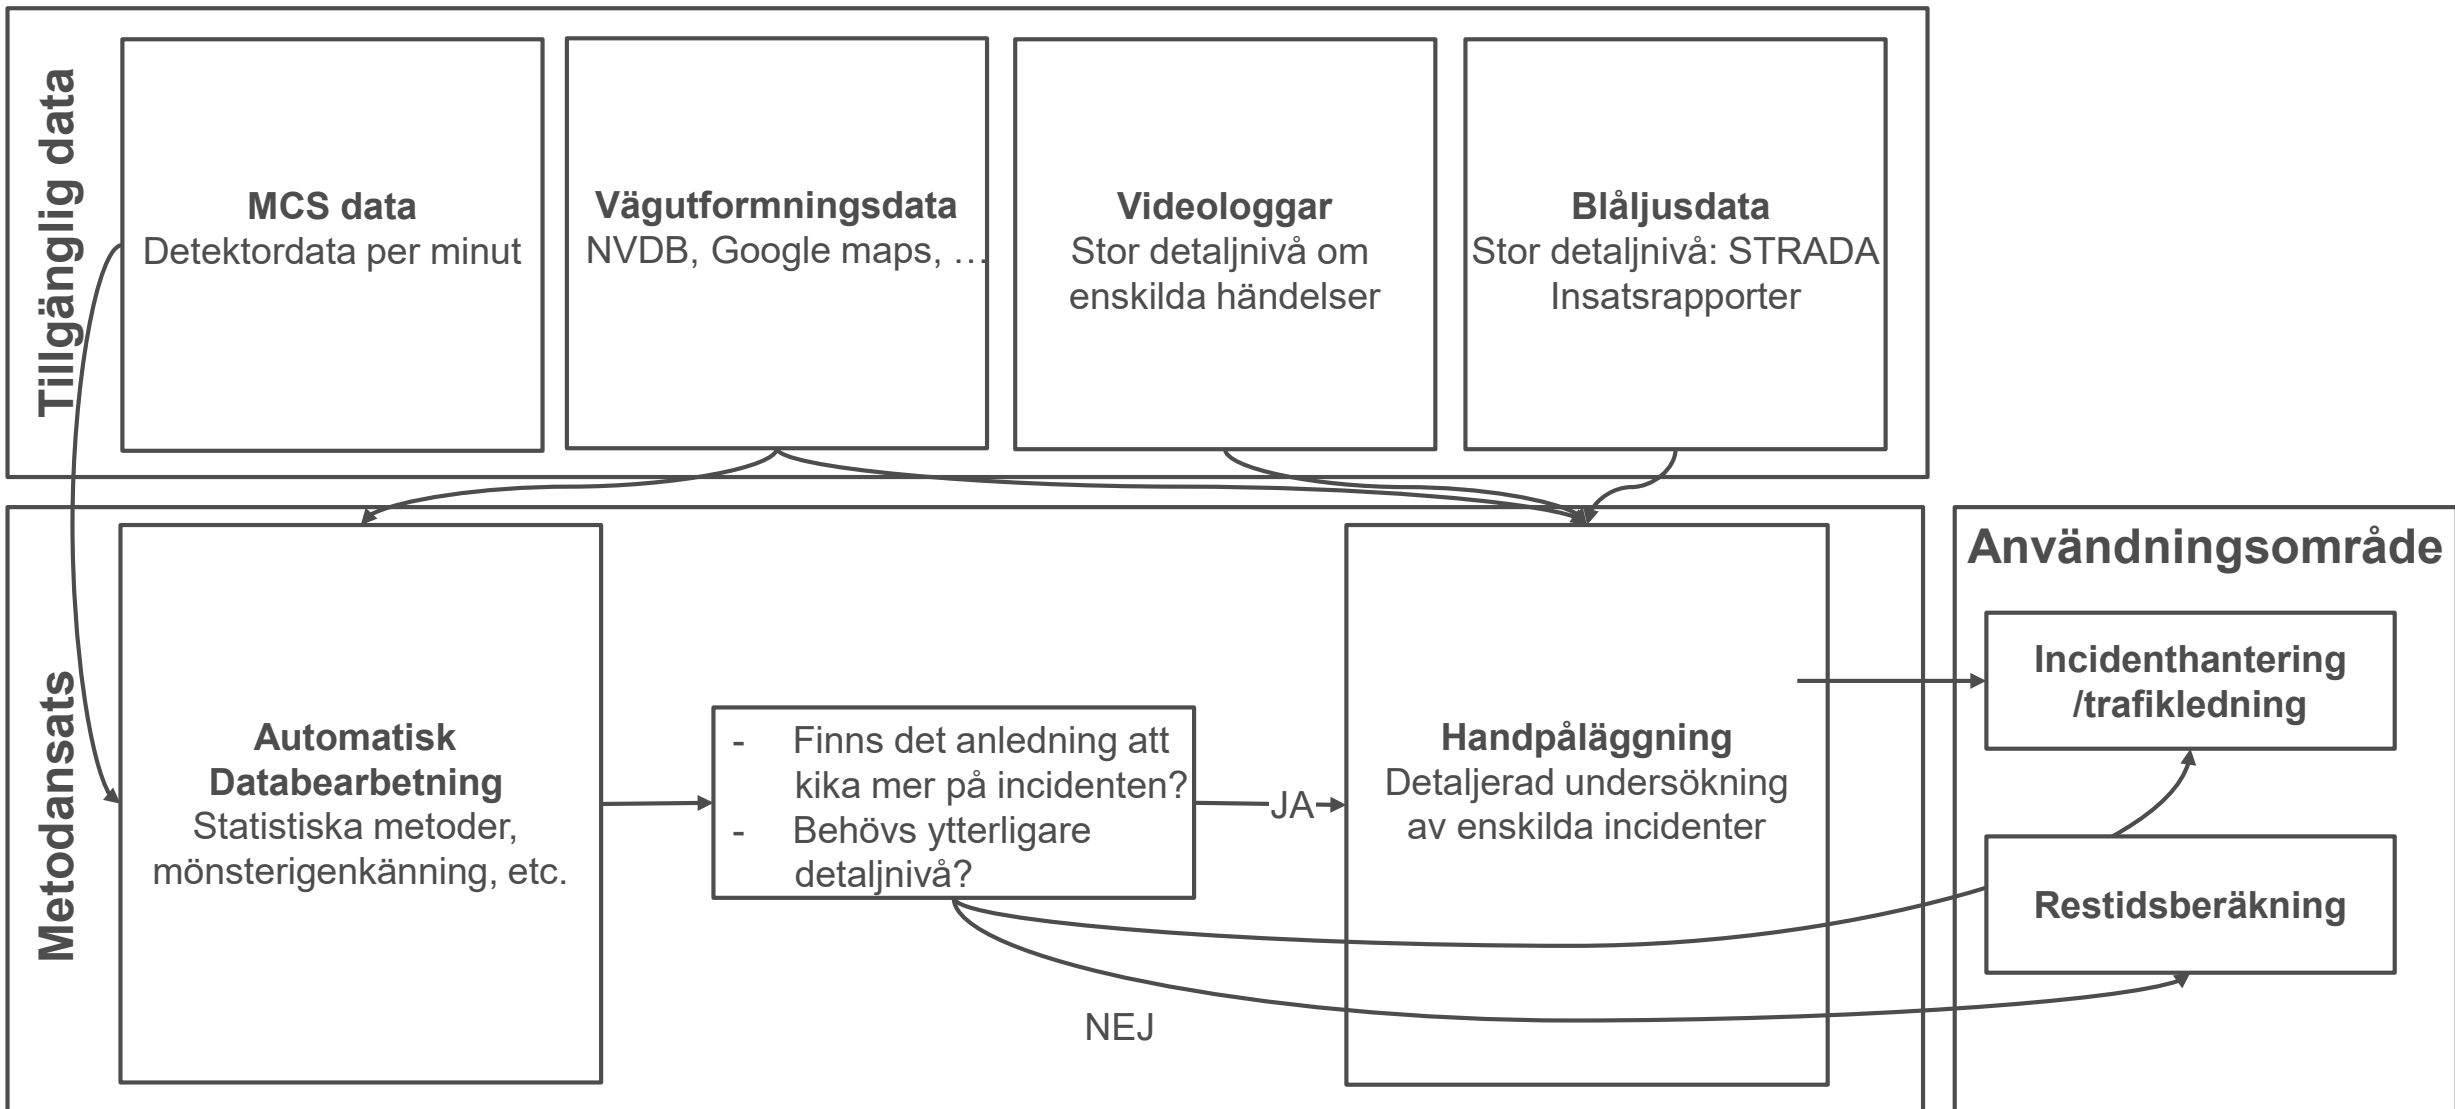 Tillgänglig data
MCS data
Detektordata per minut
Vägutformningsdata
NVDB, Google maps, …
Videologgar
Stor detaljnivå om
enskilda händelser
Blåljusdata
Stor detaljnivå: STRADA
Insatsrapporter
Metodansats
Automatisk
Databearbetning
Statistiska metoder,
mönsterigenkänning, etc.
- Finns det anledning att
kika mer på incidenten?
- Behövs ytterligare
detaljnivå?
JA
NEJ
Handpåläggning
Detaljerad undersökning
av enskilda incidenter
Användningsområde
Incidenthantering
/trafikledning
Restidsberäkning